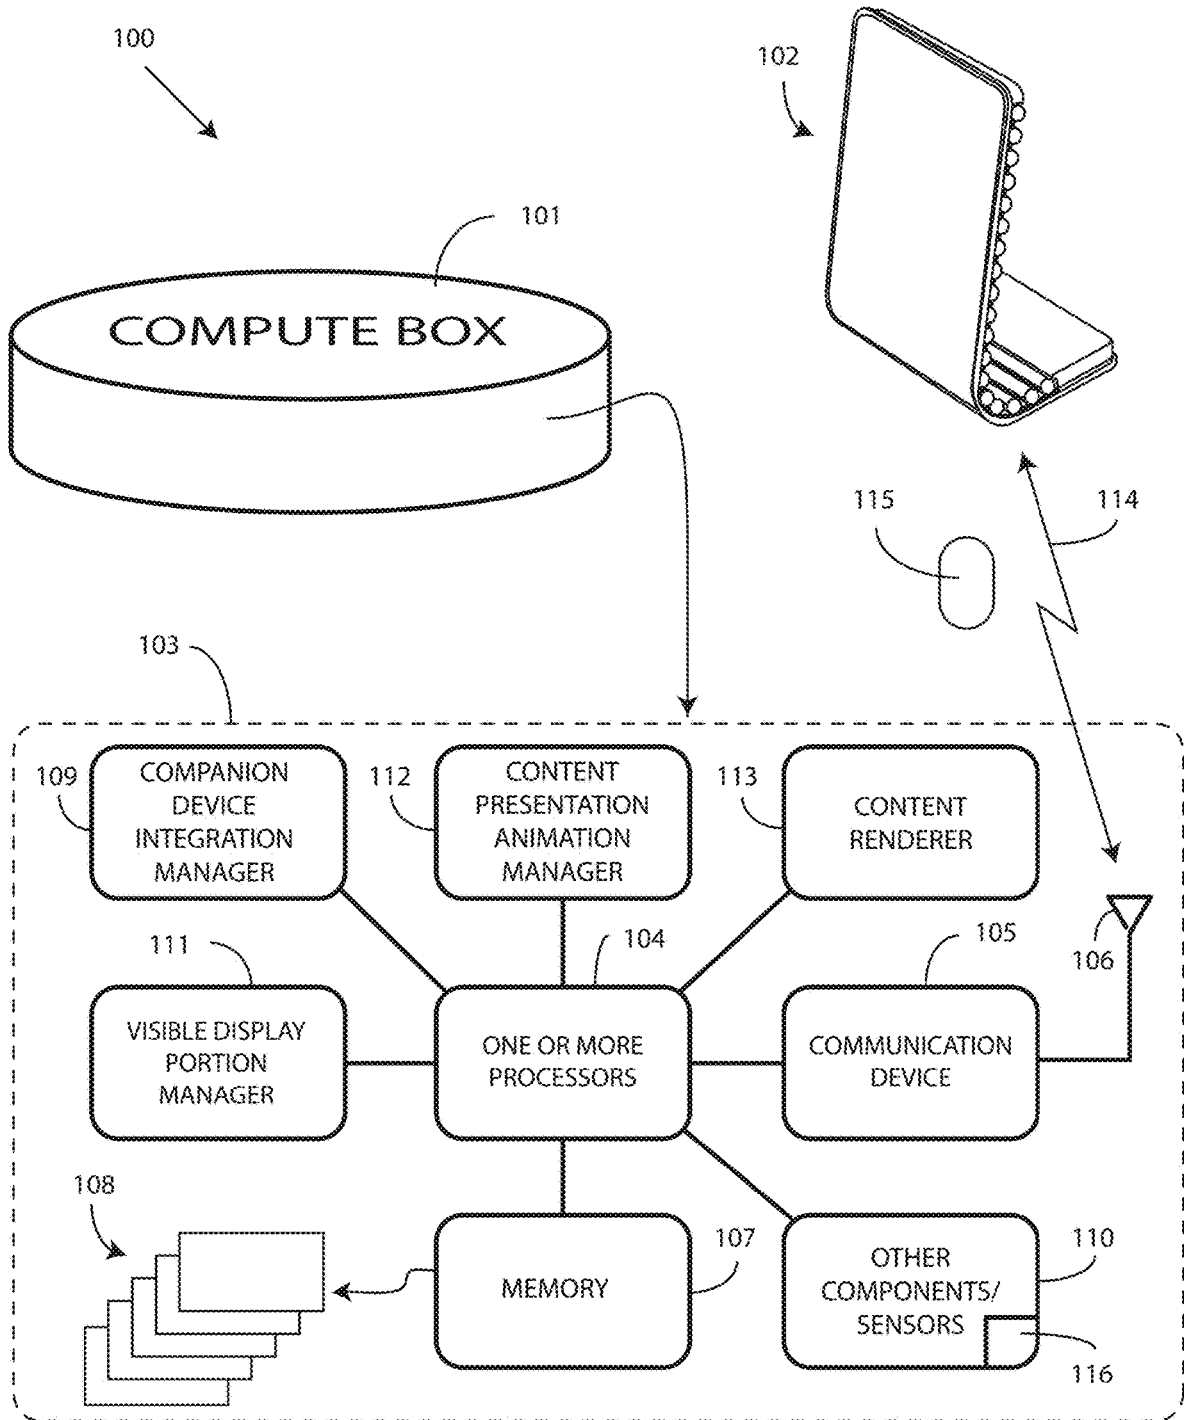 100
102
101
COMPUTE BOX
115
114
103
109
COMPANION
DEVICE
INTEGRATION
MANAGER
112
CONTENT
PRESENTATION
ANIMATION
MANAGER
113
CONTENT
RENDERER
111
104
105
106
VISIBLE DISPLAY
PORTION
MANAGER
ONE OR MORE
PROCESSORS
COMMUNICATION
DEVICE
108
107
110
MEMORY
OTHER
COMPONENTS/
SENSORS
116